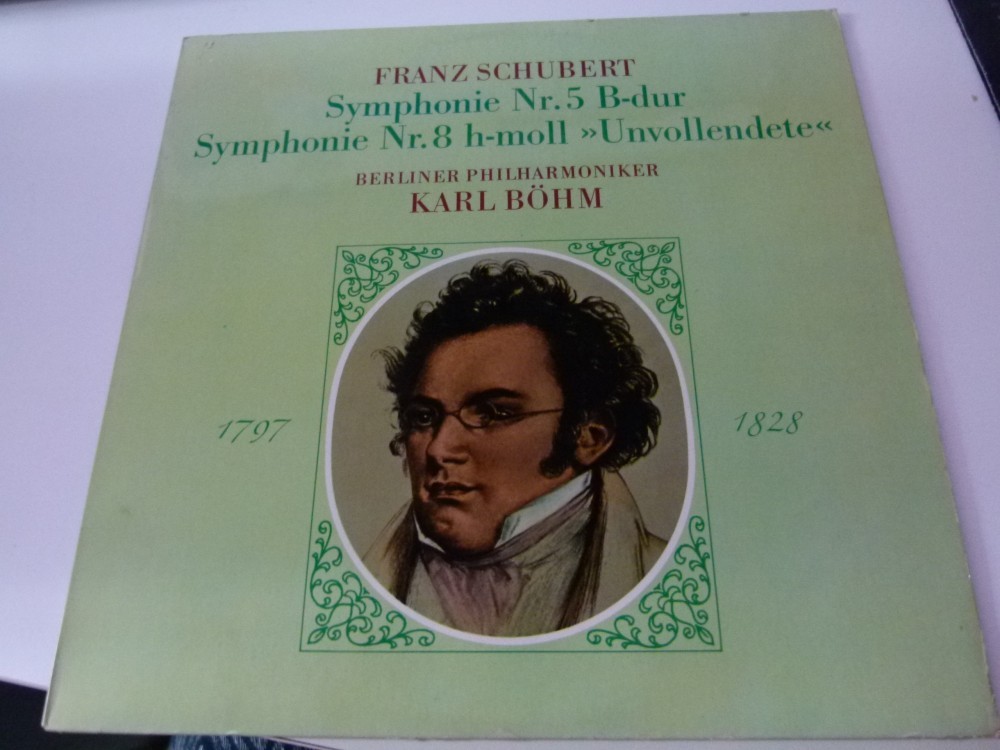 FRANZ SCHUBERT
Symphonie Nr. 5 B-dur
Symphonie Nr. 8 h-moll »Unvollendete«
BERLINER PHILHARMONIKER
KARL BÖHM
1797
1828